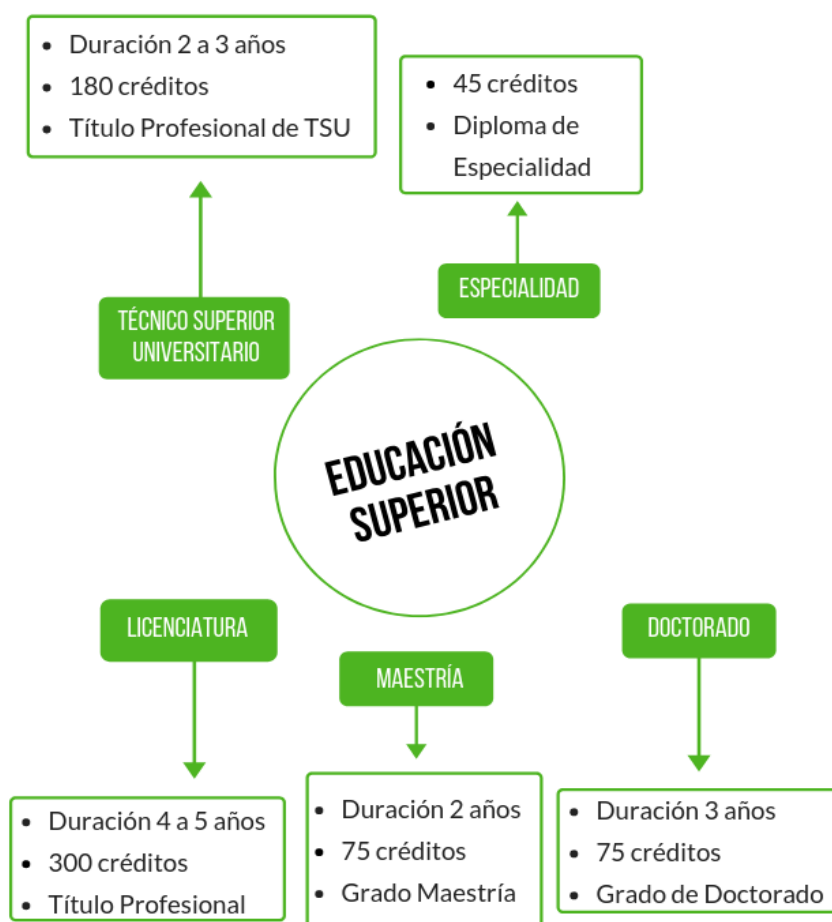 • Duración 2 a 3 años
• 180 créditos
• Título Profesional de TSU
• 45 créditos
• Diploma de
Especialidad
TÉCNICO SUPERIOR
UNIVERSITARIO
ESPECIALIDAD
EDUCACIÓN
SUPERIOR
LICENCIATURA
MAESTRÍA
DOCTORADO
• Duración 4 a 5 años
• 300 créditos
• Título Profesional
• Duración 2 años
• 75 créditos
• Grado Maestría
• Duración 3 años
• 75 créditos
• Grado de Doctorado